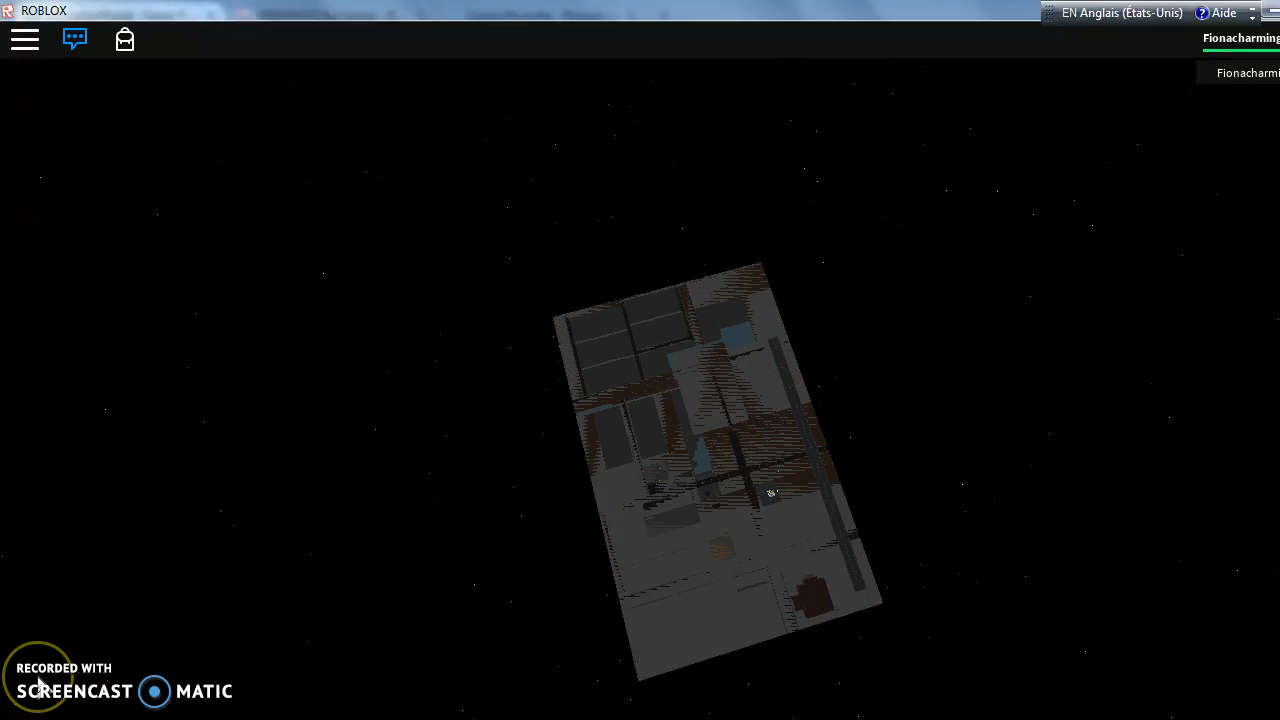 ROBLOX
EN Anglais (États-Unis) ? Aide
Fionacharming
Fionacharmi
RECORDED WITH
SCREENCAST MATIC